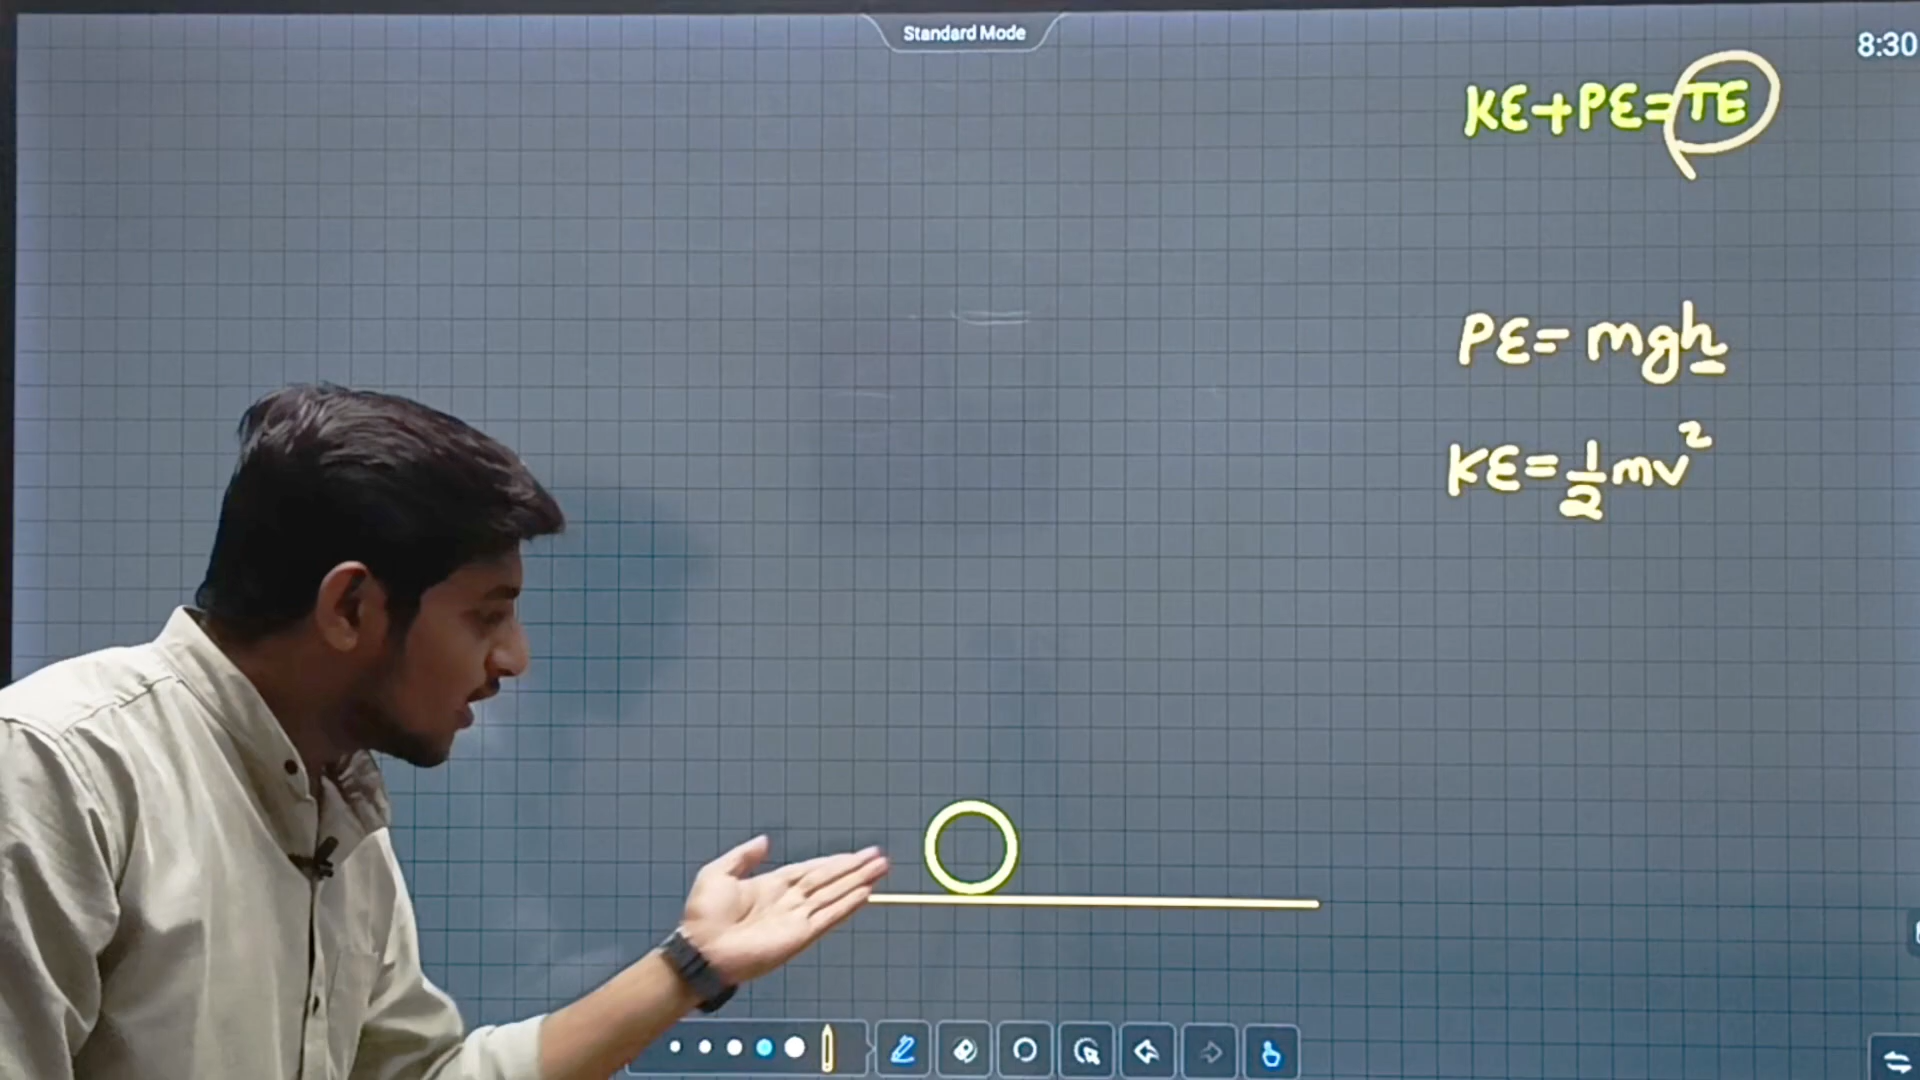 Standard Mode
8:30
KE+PE=TE
PE=mgh
KE=½mv²